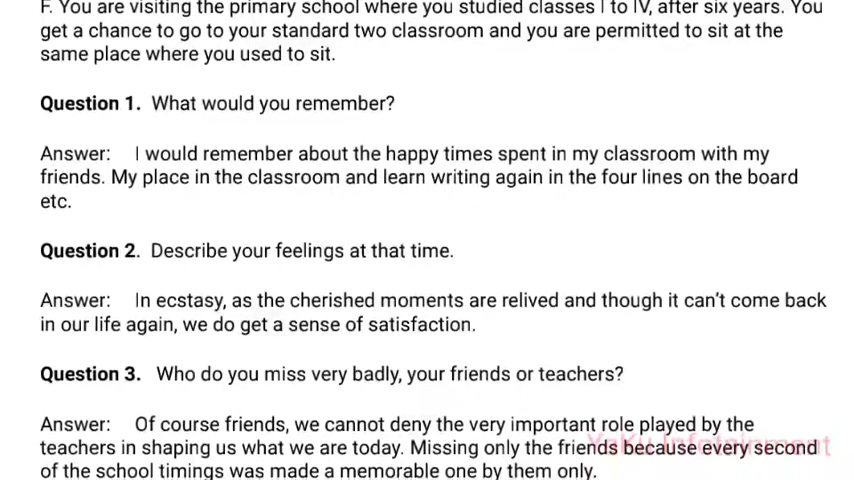 F. You are visiting the primary school where you studied classes I to IV, after six years. You
get a chance to go to your standard two classroom and you are permitted to sit at the
same place where you used to sit.
Question 1. What would you remember?
Answer: I would remember about the happy times spent in my classroom with my
friends. My place in the classroom and learn writing again in the four lines on the board
etc.
Question 2. Describe your feelings at that time.
Answer: In ecstasy, as the cherished moments are relived and though it can't come back
in our life again, we do get a sense of satisfaction.
Question 3. Who do you miss very badly, your friends or teachers?
Answer: Of course friends, we cannot deny the very important role played by the
teachers in shaping us what we are today. Missing only the friends because every second
of the school timings was made a memorable one by them only.
YaKu Infotainment